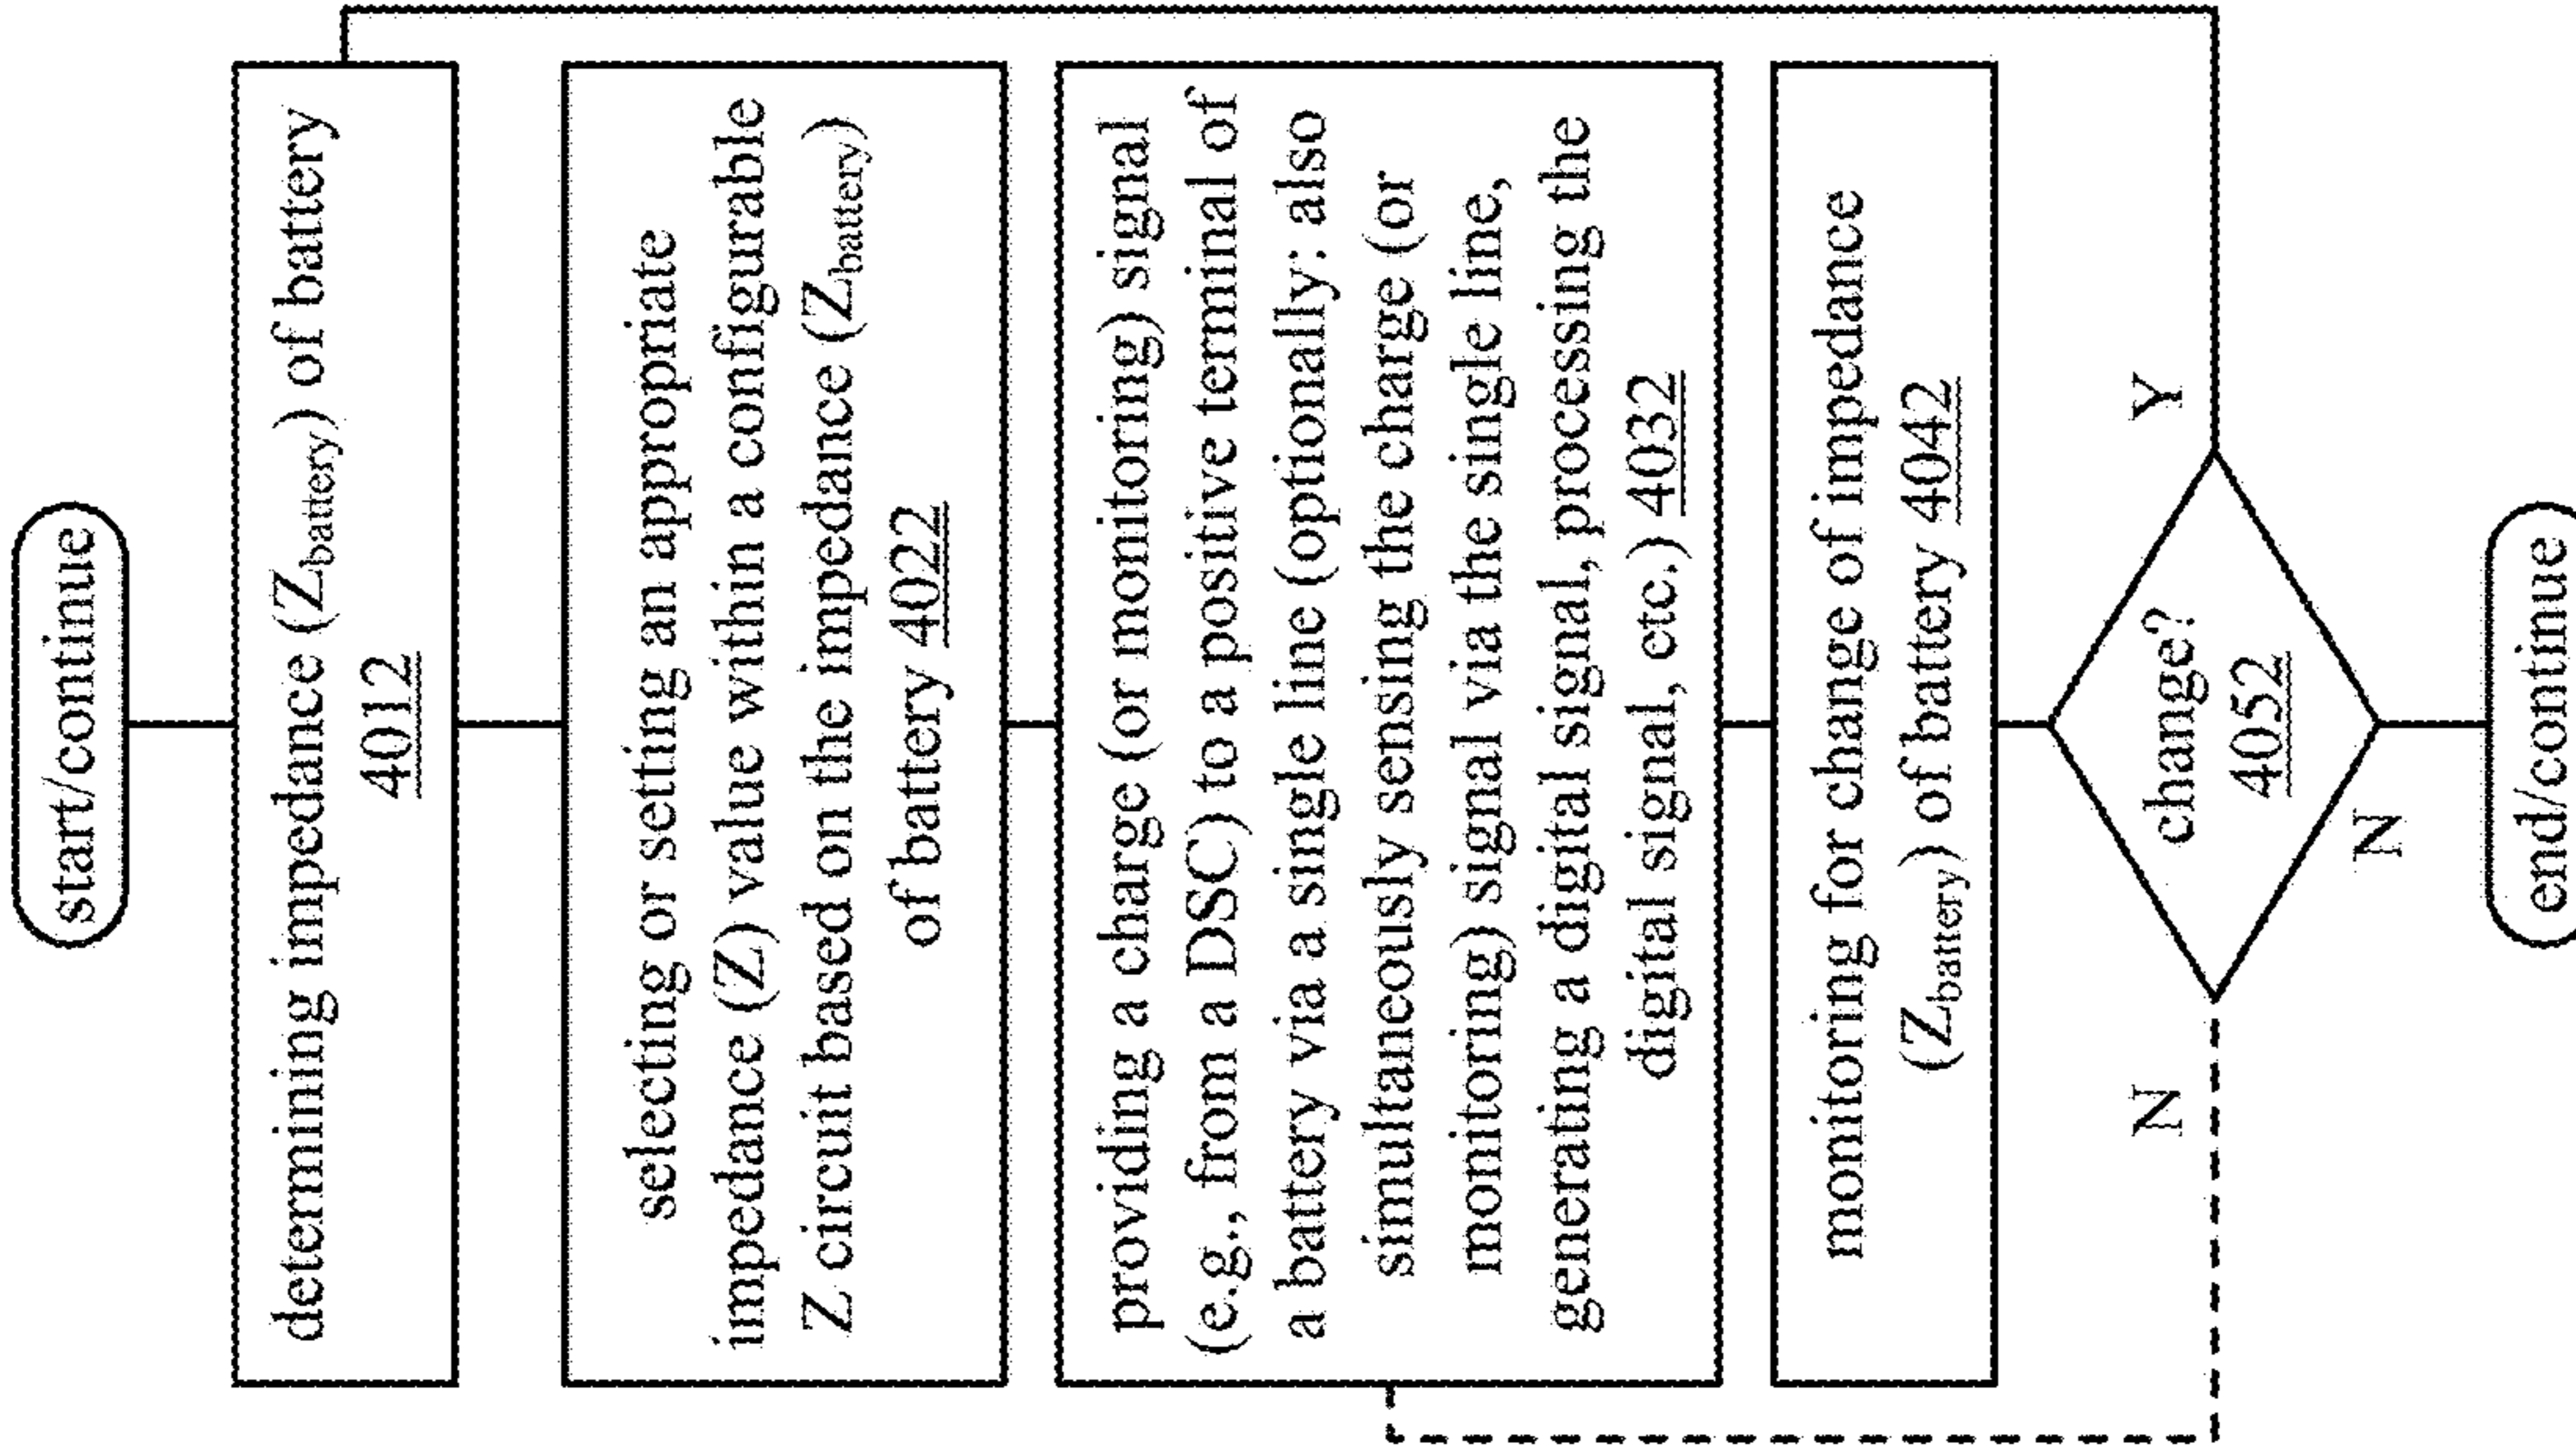 start/continue
determining impedance (Zbattery) of battery
4012
selecting or setting an appropriate
impedance (Z) value within a configurable
Z circuit based on the impedance (Zbattery)
of battery 4022
providing a charge (or monitoring) signal
(e.g., from a DSC) to a positive terminal of
a battery via a single line (optionally: also
simultaneously sensing the charge (or
monitoring) signal via the single line,
generating a digital signal, processing the
digital signal, etc.) 4032
monitoring for change of impedance
(Zbattery) of battery 4042
change?
4052
Y
N
N
end/continue